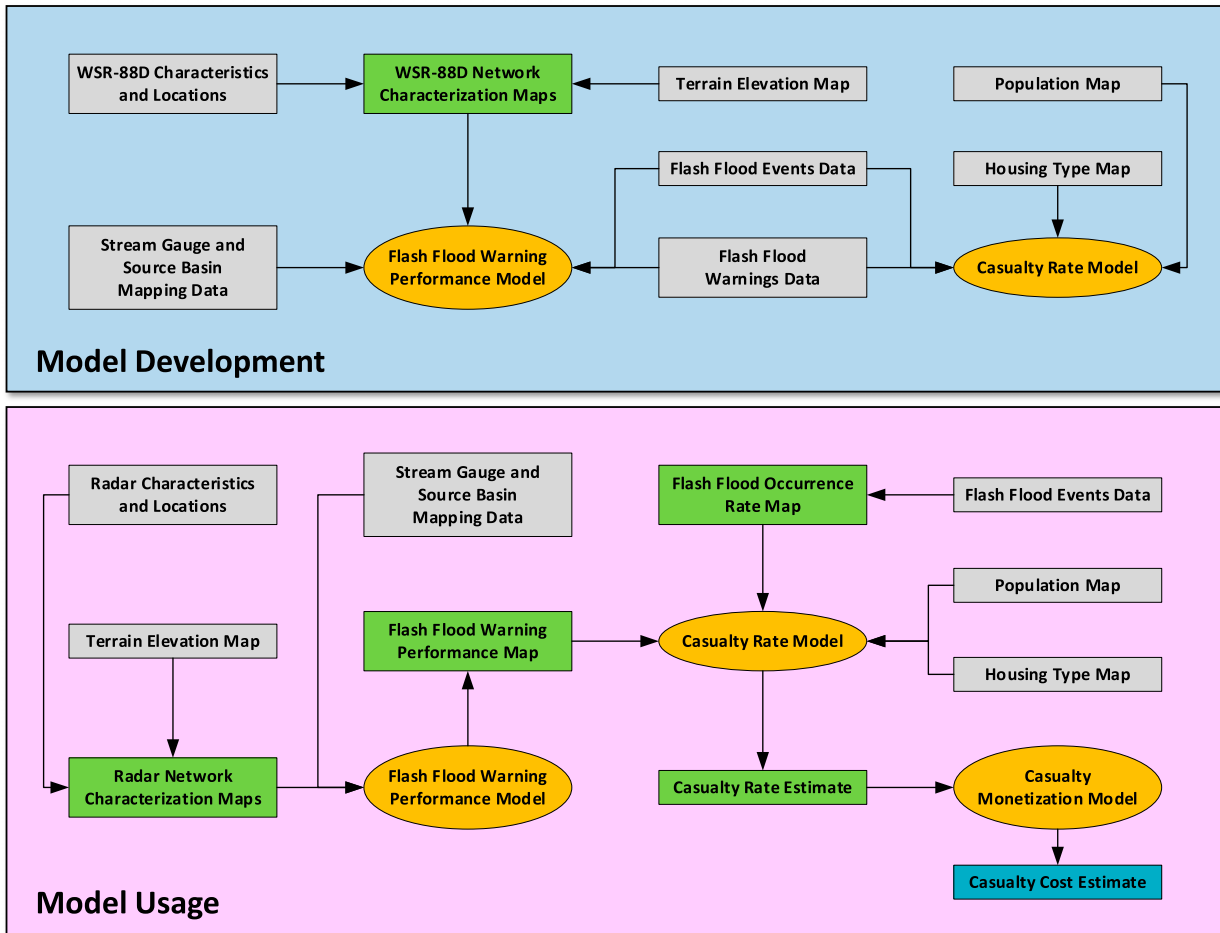 WSR-88D Characteristics
and Locations
WSR-88D Network
Characterization Maps
Terrain Elevation Map
Population Map
Flash Flood Events Data
Housing Type Map
Stream Gauge and
Source Basin
Mapping Data
Flash Flood Warning
Performance Model
Flash Flood
Warnings Data
Casualty Rate Model
Model Development
Radar Characteristics
and Locations
Stream Gauge and
Source Basin
Mapping Data
Flash Flood Occurrence
Rate Map
Flash Flood Events Data
Population Map
Terrain Elevation Map
Flash Flood Warning
Performance Map
Casualty Rate Model
Housing Type Map
Radar Network
Characterization Maps
Flash Flood Warning
Performance Model
Casualty Rate Estimate
Casualty
Monetization Model
Casualty Cost Estimate
Model Usage